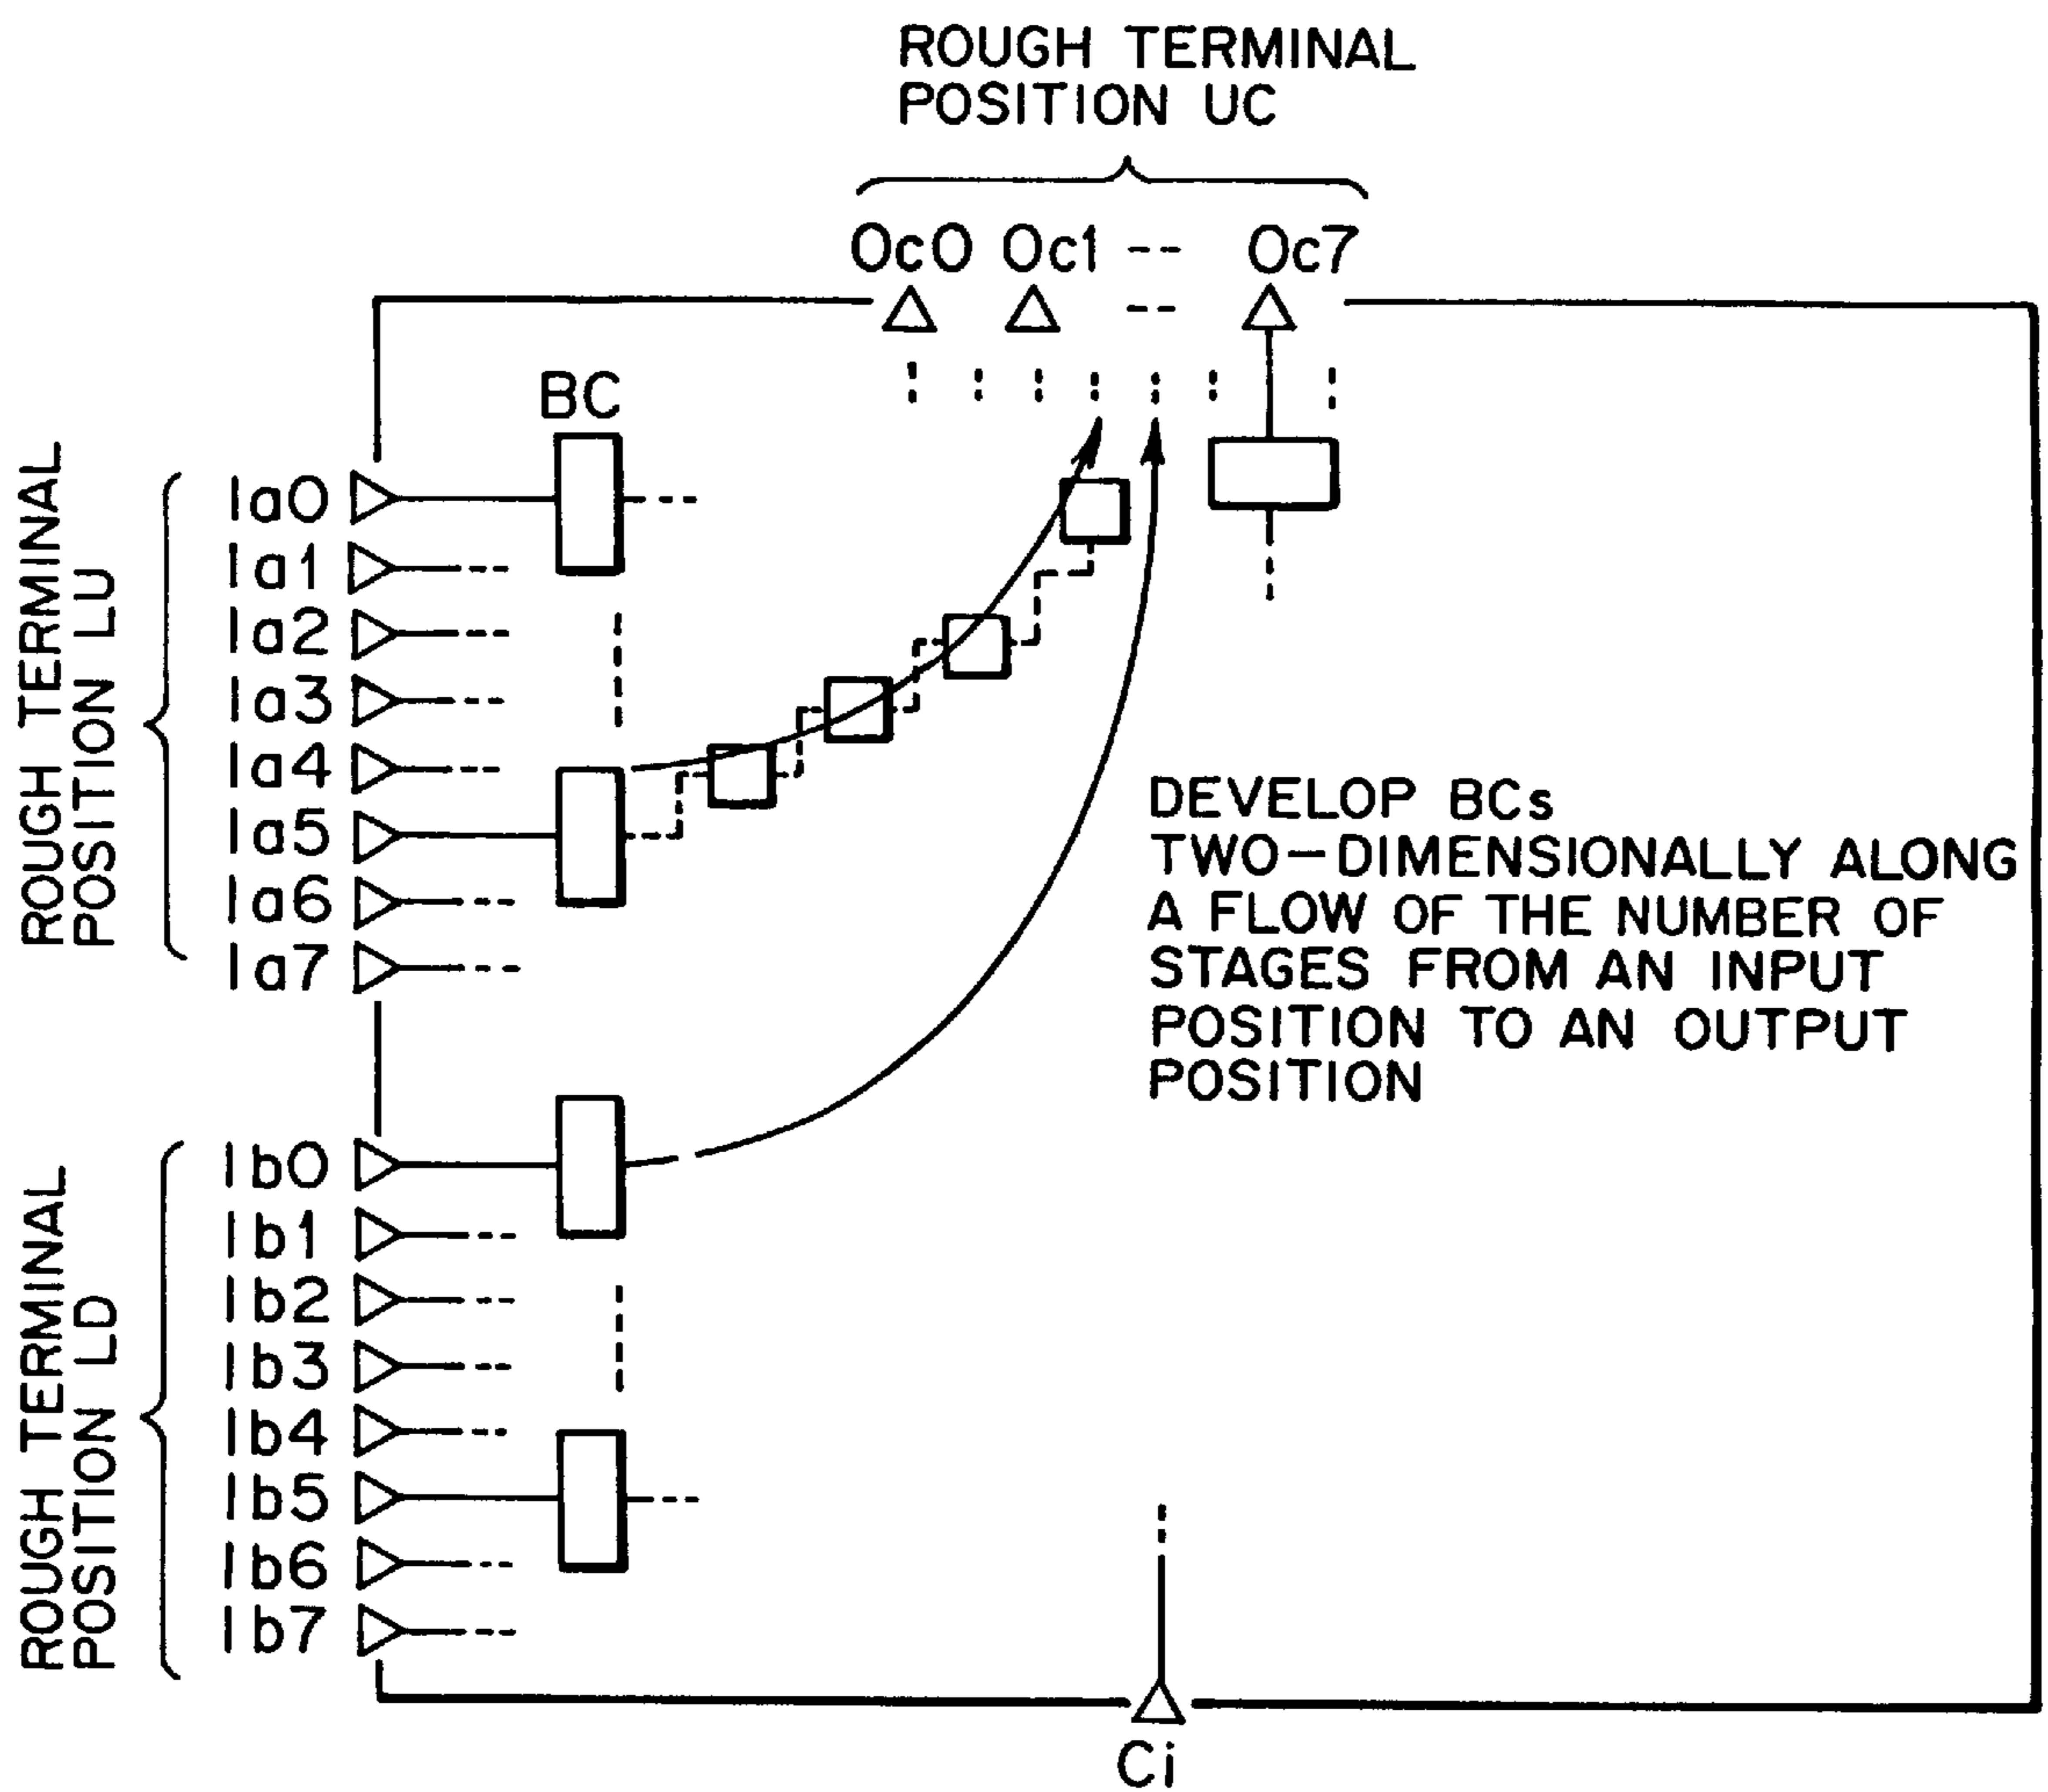 ROUGH TERMINAL
POSITION UC
Oc0 Oc1 -- Oc7
BC
ROUGH TERMINAL
POSITION LU
Ia0
Ia1
Ia2
Ia3
Ia4
Ia5
Ia6
Ia7
DEVELOP BCs
TWO-DIMENSIONALLY ALONG
A FLOW OF THE NUMBER OF
STAGES FROM AN INPUT
POSITION TO AN OUTPUT
POSITION
ROUGH TERMINAL
POSITION LD
Ib0
Ib1
Ib2
Ib3
Ib4
Ib5
Ib6
Ib7
Ci